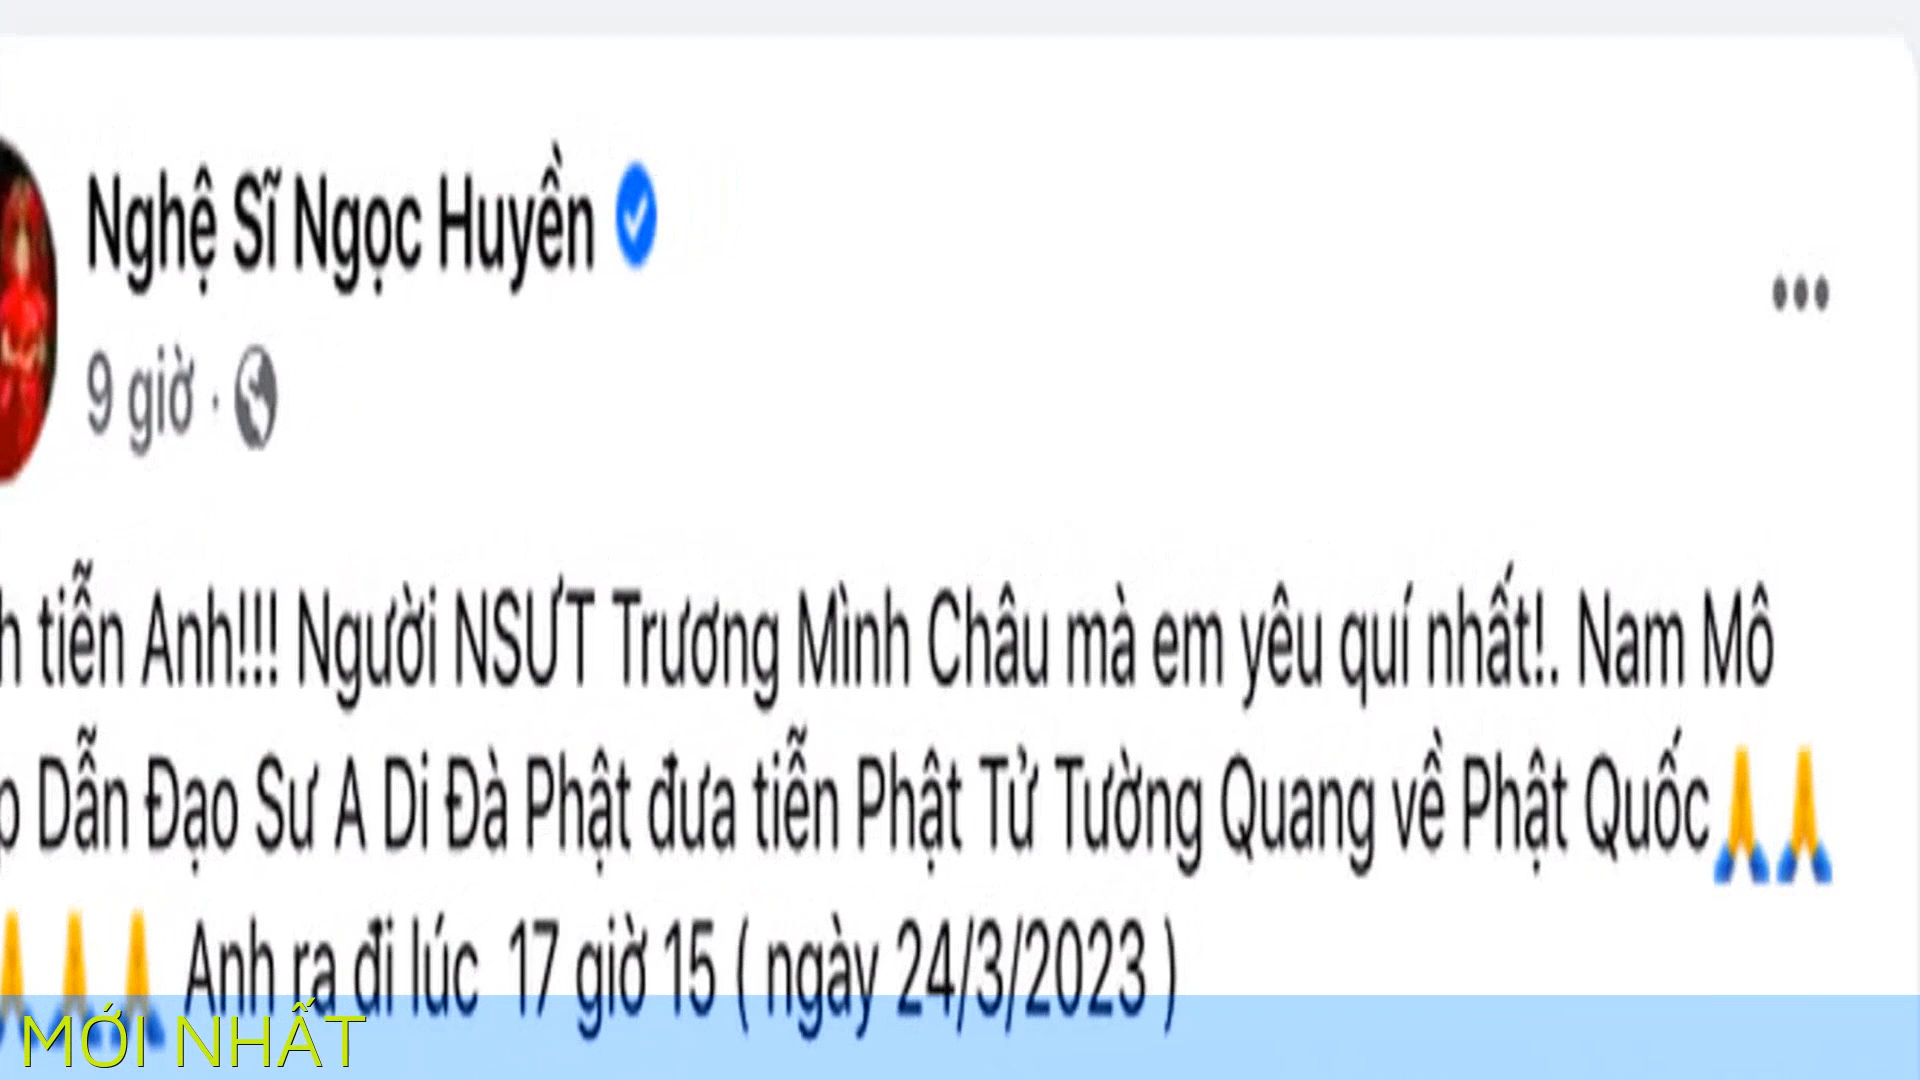 Nghệ Sĩ Ngọc Huyền
9 giờ ·
tiễn Anh!!! Người NSƯT Trương Mình Châu mà em yêu quí nhất!. Nam Mô
Dẫn Đạo Sư A Di Đà Phật đưa tiễn Phật Tử Tường Quang về Phật Quốc🙏🙏
🙏🙏🙏 Anh ra đi lúc 17 giờ 15 ( ngày 24/3/2023 )
MỚI NHẤT